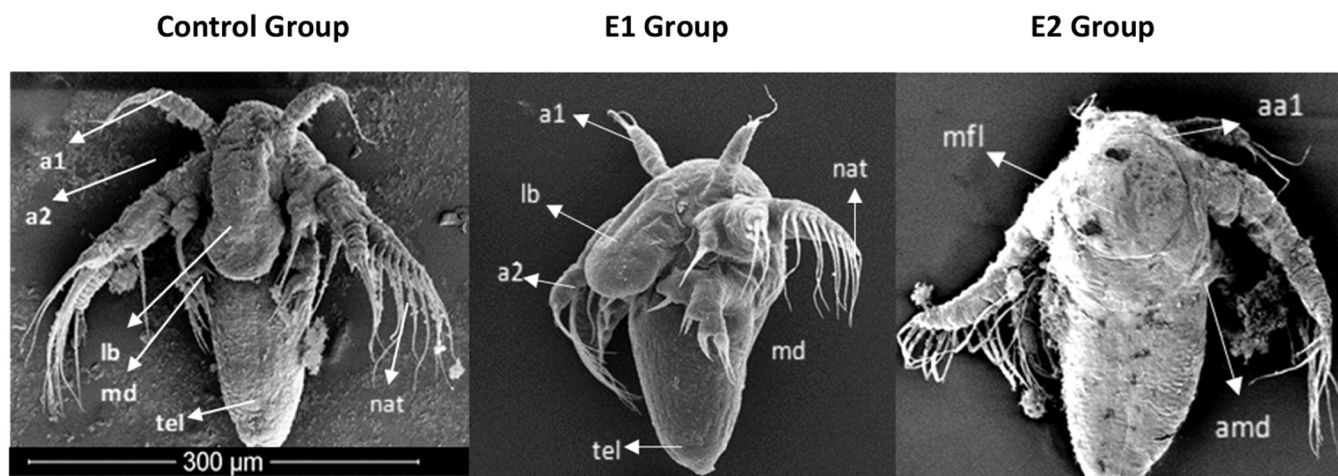 Control Group
E1 Group
E2 Group
a1
a2
lb
md
tel
nat
300 µm
a1
lb
a2
nat
md
tel
mfl
aa1
amd